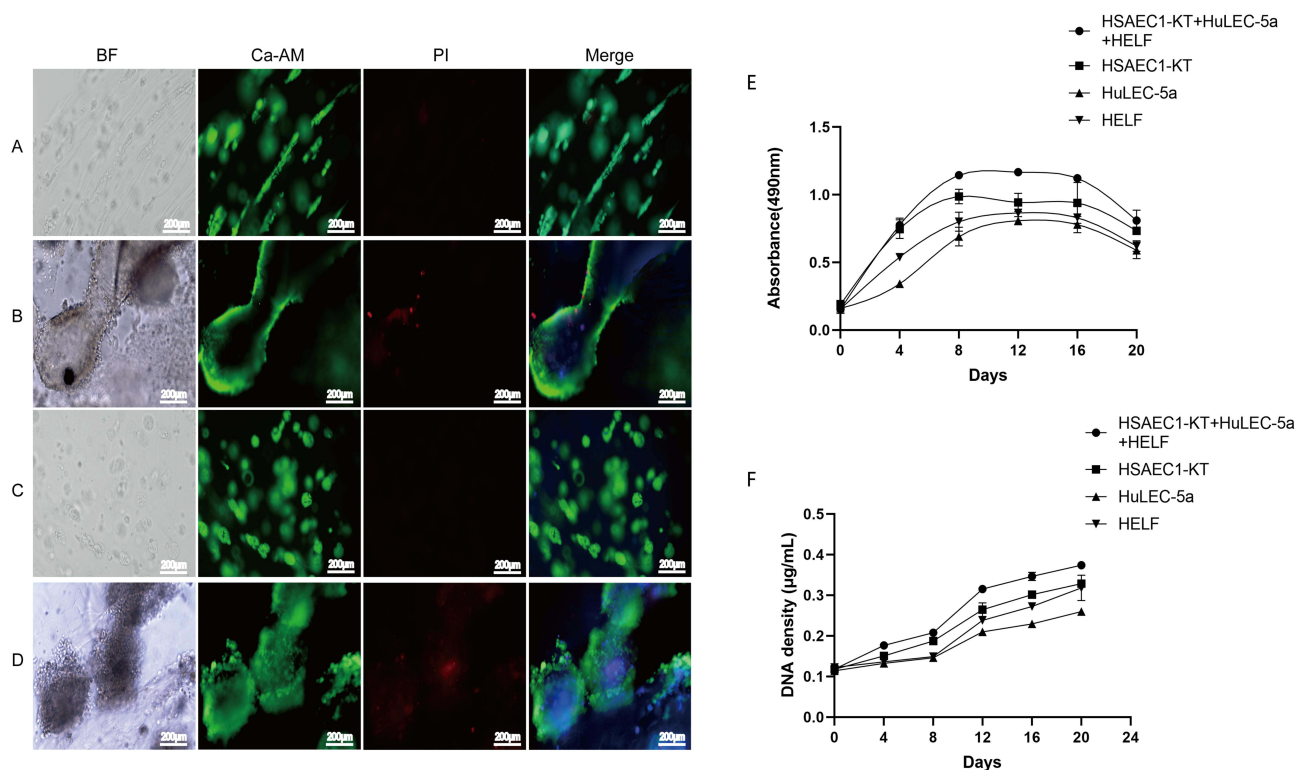 BF Ca-AM PI Merge
A
200μm 200μm 200μm 200μm
B
200μm 200μm 200μm 200μm
C
200μm 200μm 200μm 200μm
D
200μm 200μm 200μm 200μm
E
HSAEC1-KT+HuLEC-5a
+HELF
HSAEC1-KT
HuLEC-5a
HELF
Absorbance(490nm)
1.5
1.0
0.5
0.0
0 4 8 12 16 20
Days
F
HSAEC1-KT+HuLEC-5a
+HELF
HSAEC1-KT
HuLEC-5a
HELF
DNA density (μg/mL)
0.5
0.4
0.3
0.2
0.1
0.0
0 4 8 12 16 20 24
Days